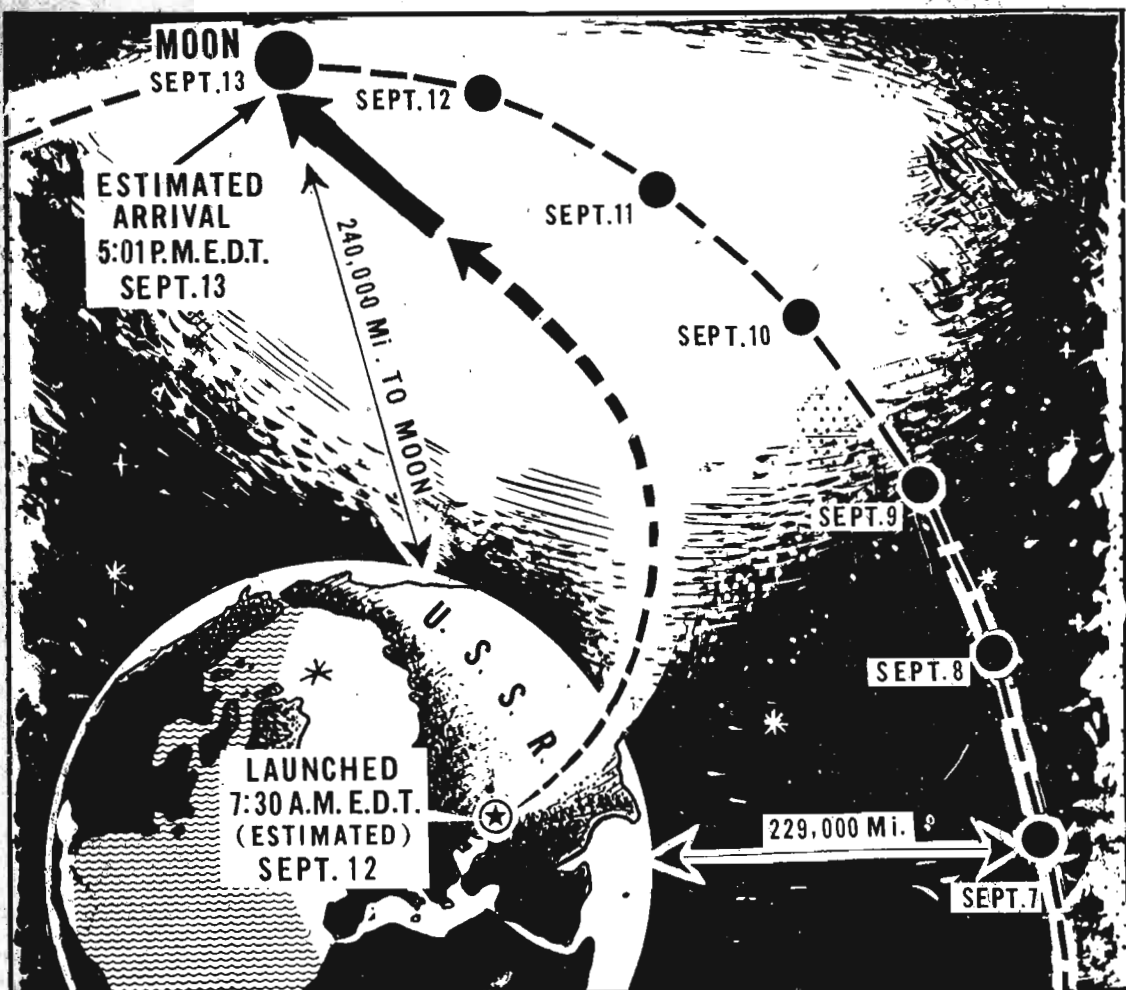 MOON
SEPT.13
SEPT.12
ESTIMATED
ARRIVAL
5:01 P.M. E.D.T.
SEPT.13
SEPT.11
240,000 Mi. TO MOON
SEPT.10
SEPT.9
U.S.S.R.
SEPT.8
LAUNCHED
7:30 A.M. E.D.T.
(ESTIMATED)
SEPT. 12
229,000 Mi.
SEPT.7